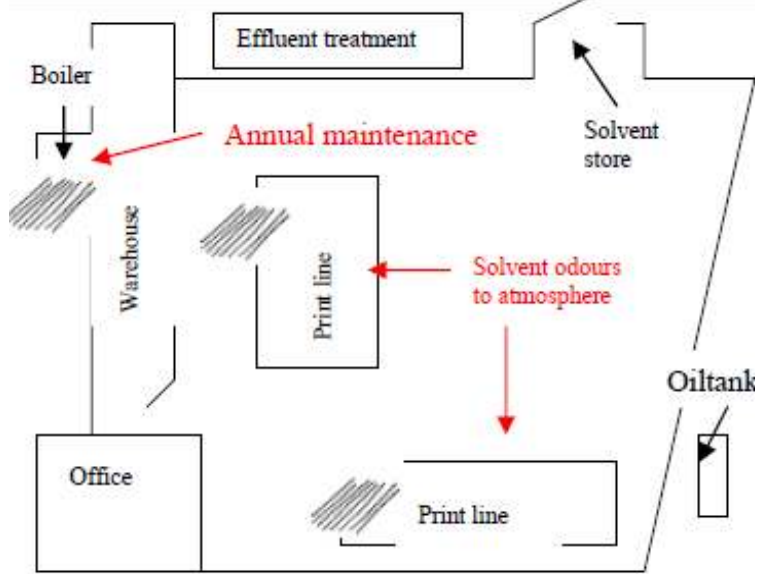 Effluent treatment
Boiler
Annual maintenance
Solvent
store
Warehouse
Print line
Solvent odours
to atmosphere
Oiltank
Office
Print line